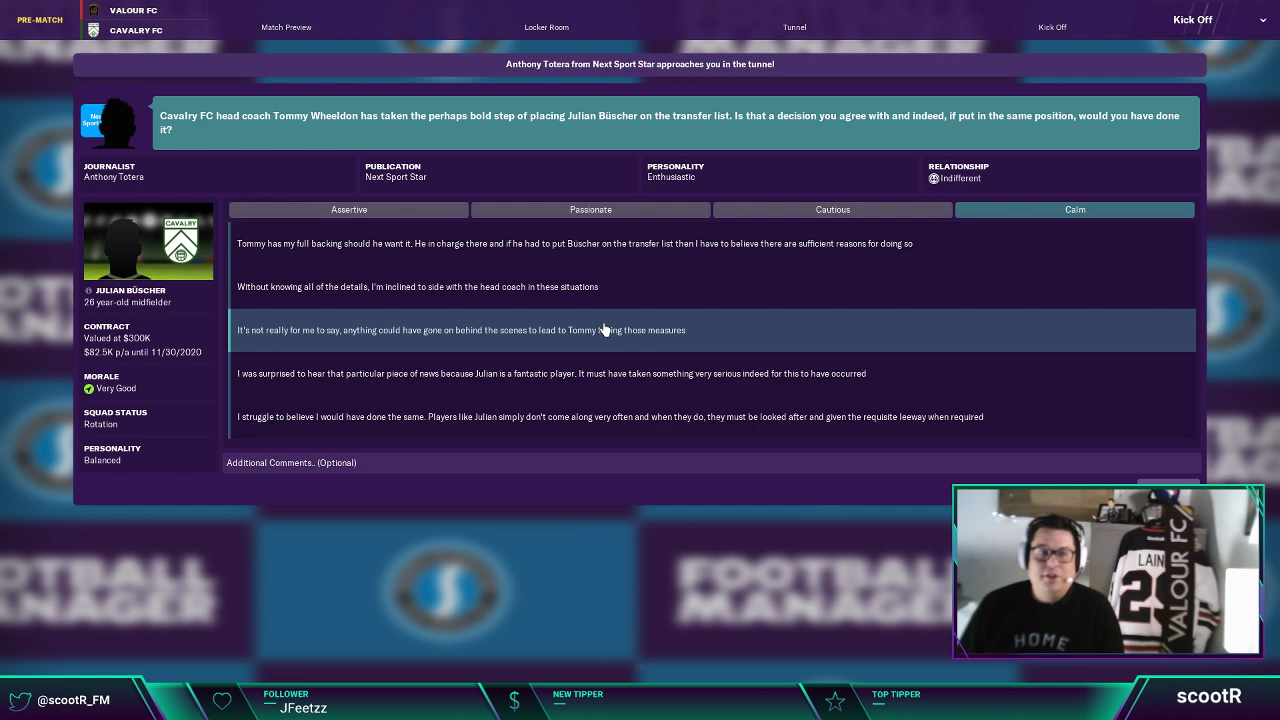 PRE-MATCH
VALOUR FC
CAVALRY FC
Match Preview
Locker Room
Tunnel
Kick Off
Kick Off
Anthony Totera from Next Sport Star approaches you in the tunnel
Cavalry FC head coach Tommy Wheeldon has taken the perhaps bold step of placing Julian Büscher on the transfer list. Is that a decision you agree with and indeed, if put in the same position, would you have done
it?
JOURNALIST
Anthony Totera
PUBLICATION
Next Sport Star
PERSONALITY
Enthusiastic
RELATIONSHIP
Indifferent
Assertive
Passionate
Cautious
Calm
CAVALRY
JULIAN BÜSCHER
26 year-old midfielder
CONTRACT
Valued at $300K
$82.5K p/a until 11/30/2020
MORALE
Very Good
SQUAD STATUS
Rotation
PERSONALITY
Balanced
Tommy has my full backing should he want it. He in charge there and if he had to put Büscher on the transfer list then I have to believe there are sufficient reasons for doing so
Without knowing all of the details, I'm inclined to side with the head coach in these situations
It's not really for me to say, anything could have gone on behind the scenes to lead to Tommy those measures
I was surprised to hear that particular piece of news because Julian is a fantastic player. It must have taken something very serious indeed for this to have occurred
I struggle to believe I would have done the same. Players like Julian simply don't come along very often and when they do, they must be looked after and given the requisite leeway when required
Additional Comments.. (Optional)
FOOTBALL
MANAGER
LAIN
2
VALOUR FC
HOME
@scootR_FM
FOLLOWER
JFeetzz
NEW TIPPER
TOP TIPPER
scootR